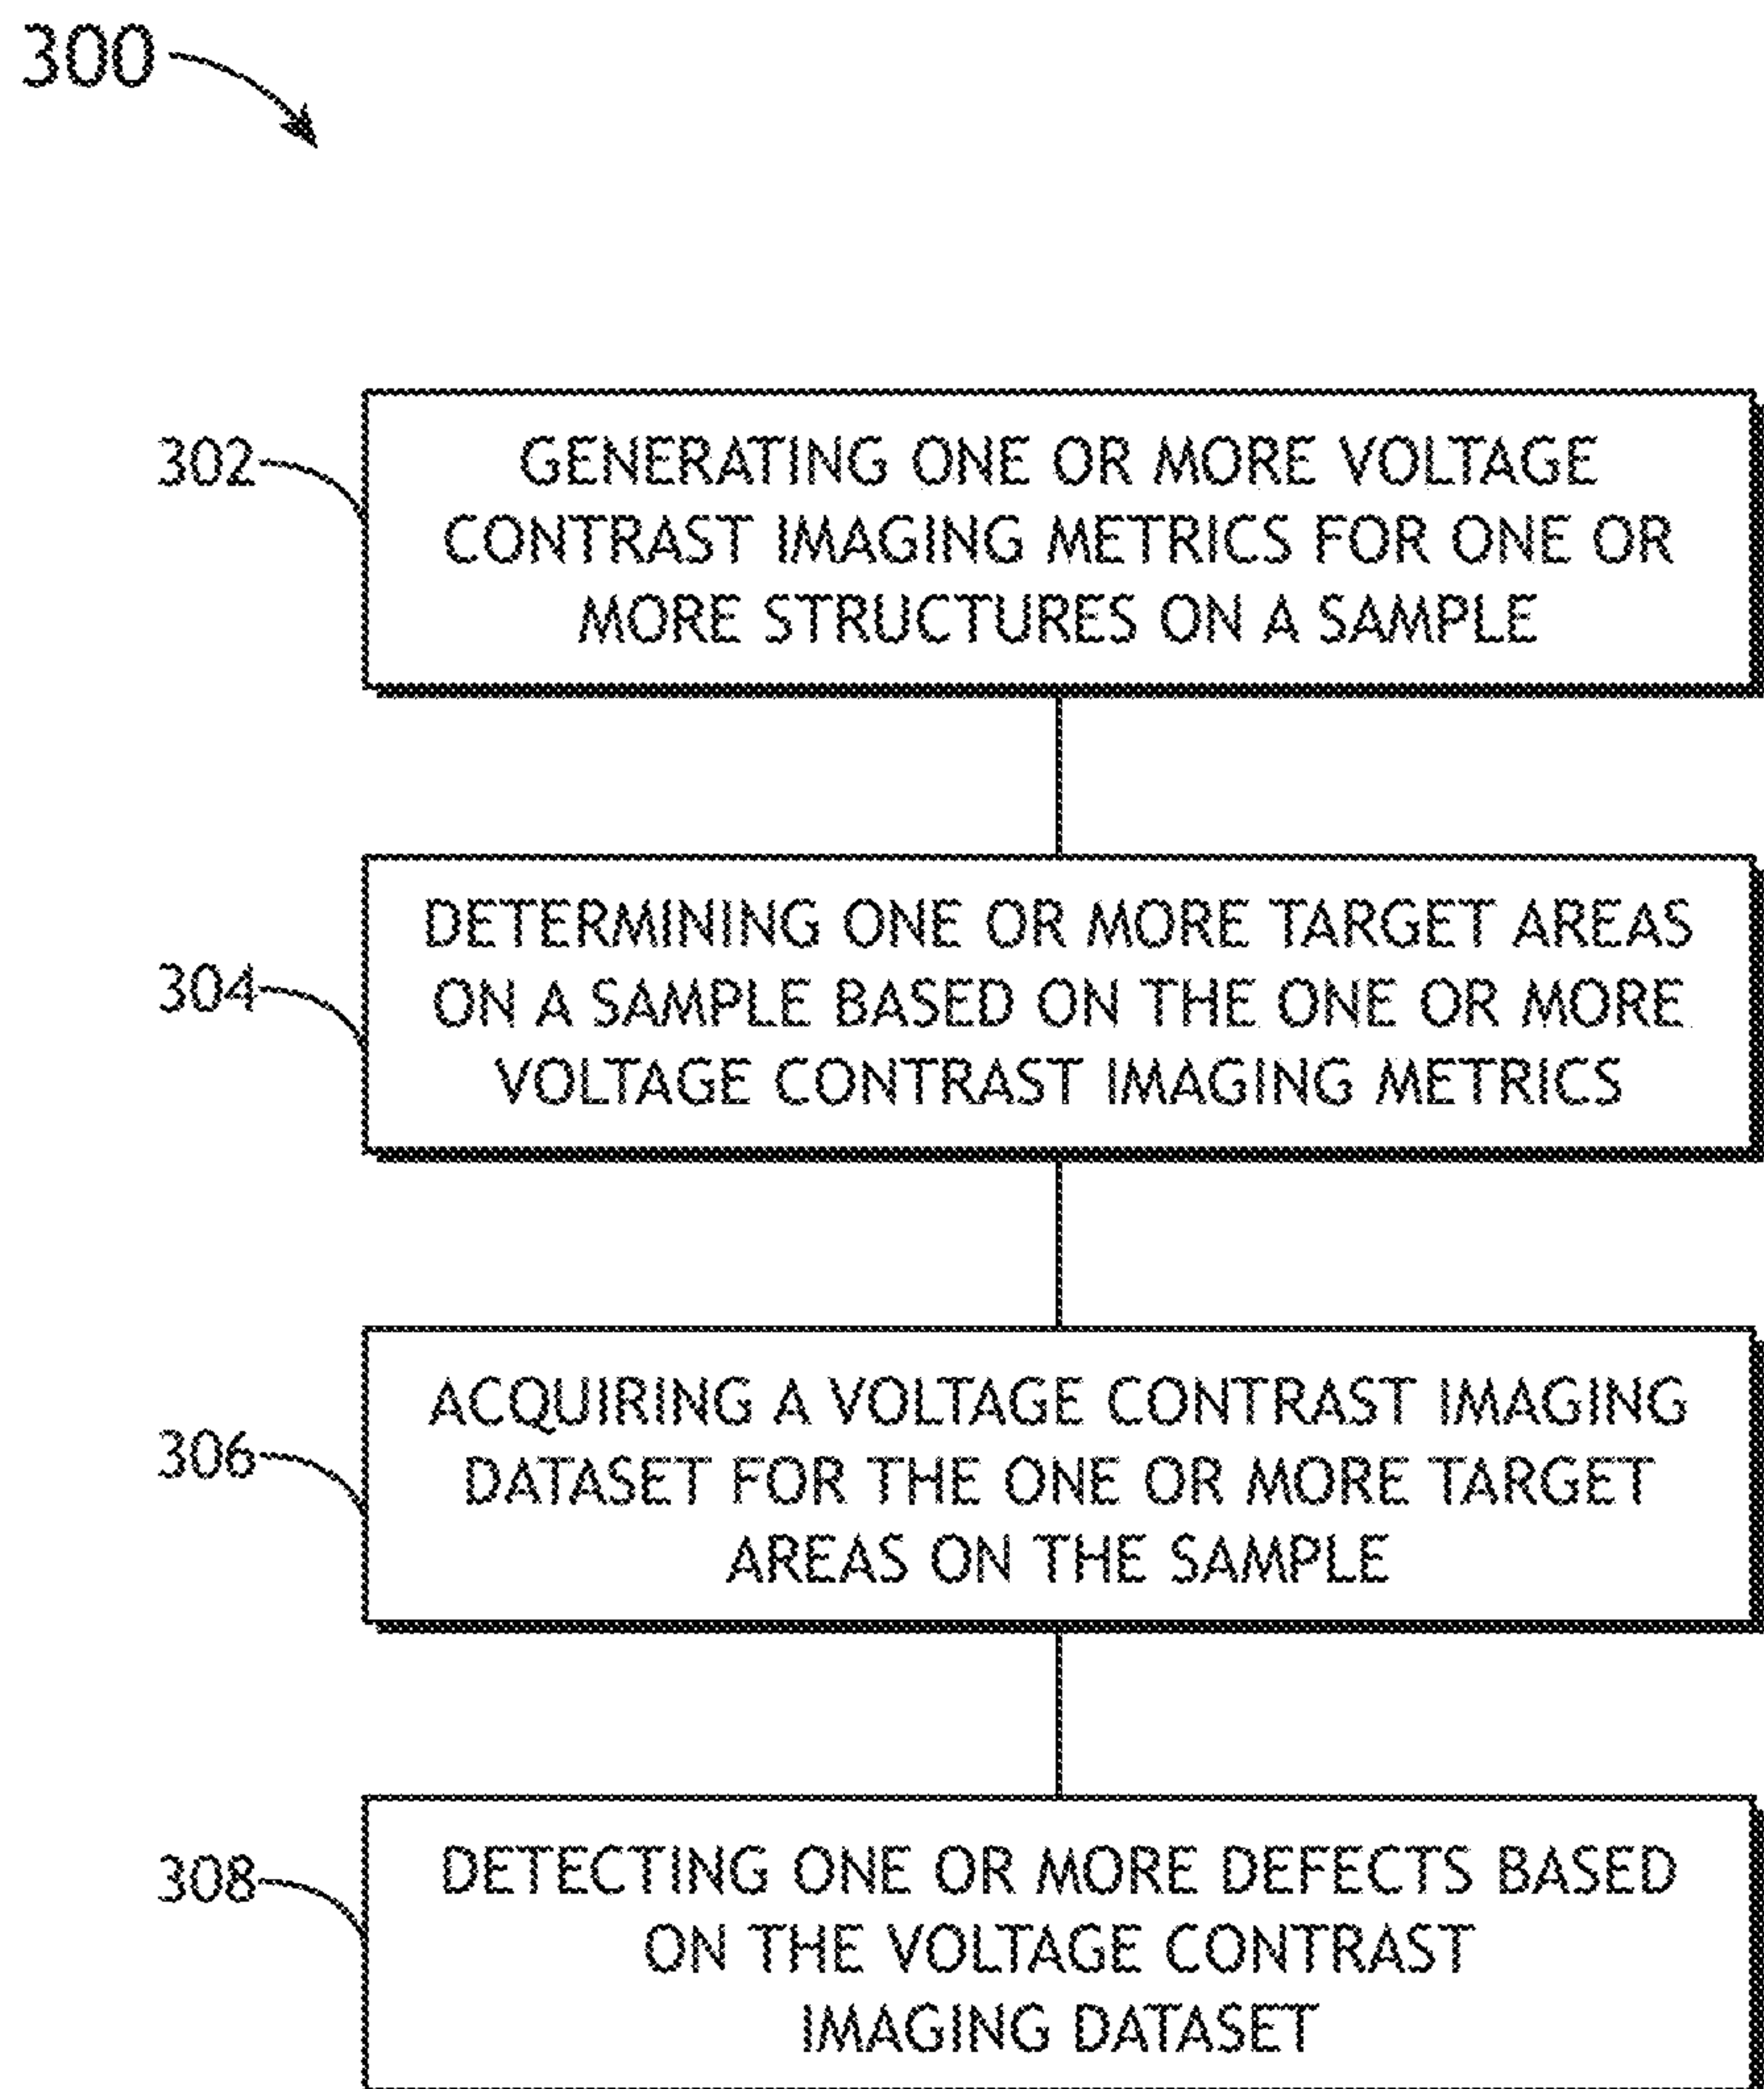 300
302
GENERATING ONE OR MORE VOLTAGE
CONTRAST IMAGING METRICS FOR ONE OR
MORE STRUCTURES ON A SAMPLE
304
DETERMINING ONE OR MORE TARGET AREAS
ON A SAMPLE BASED ON THE ONE OR MORE
VOLTAGE CONTRAST IMAGING METRICS
306
ACQUIRING A VOLTAGE CONTRAST IMAGING
DATASET FOR THE ONE OR MORE TARGET
AREAS ON THE SAMPLE
308
DETECTING ONE OR MORE DEFECTS BASED
ON THE VOLTAGE CONTRAST
IMAGING DATASET